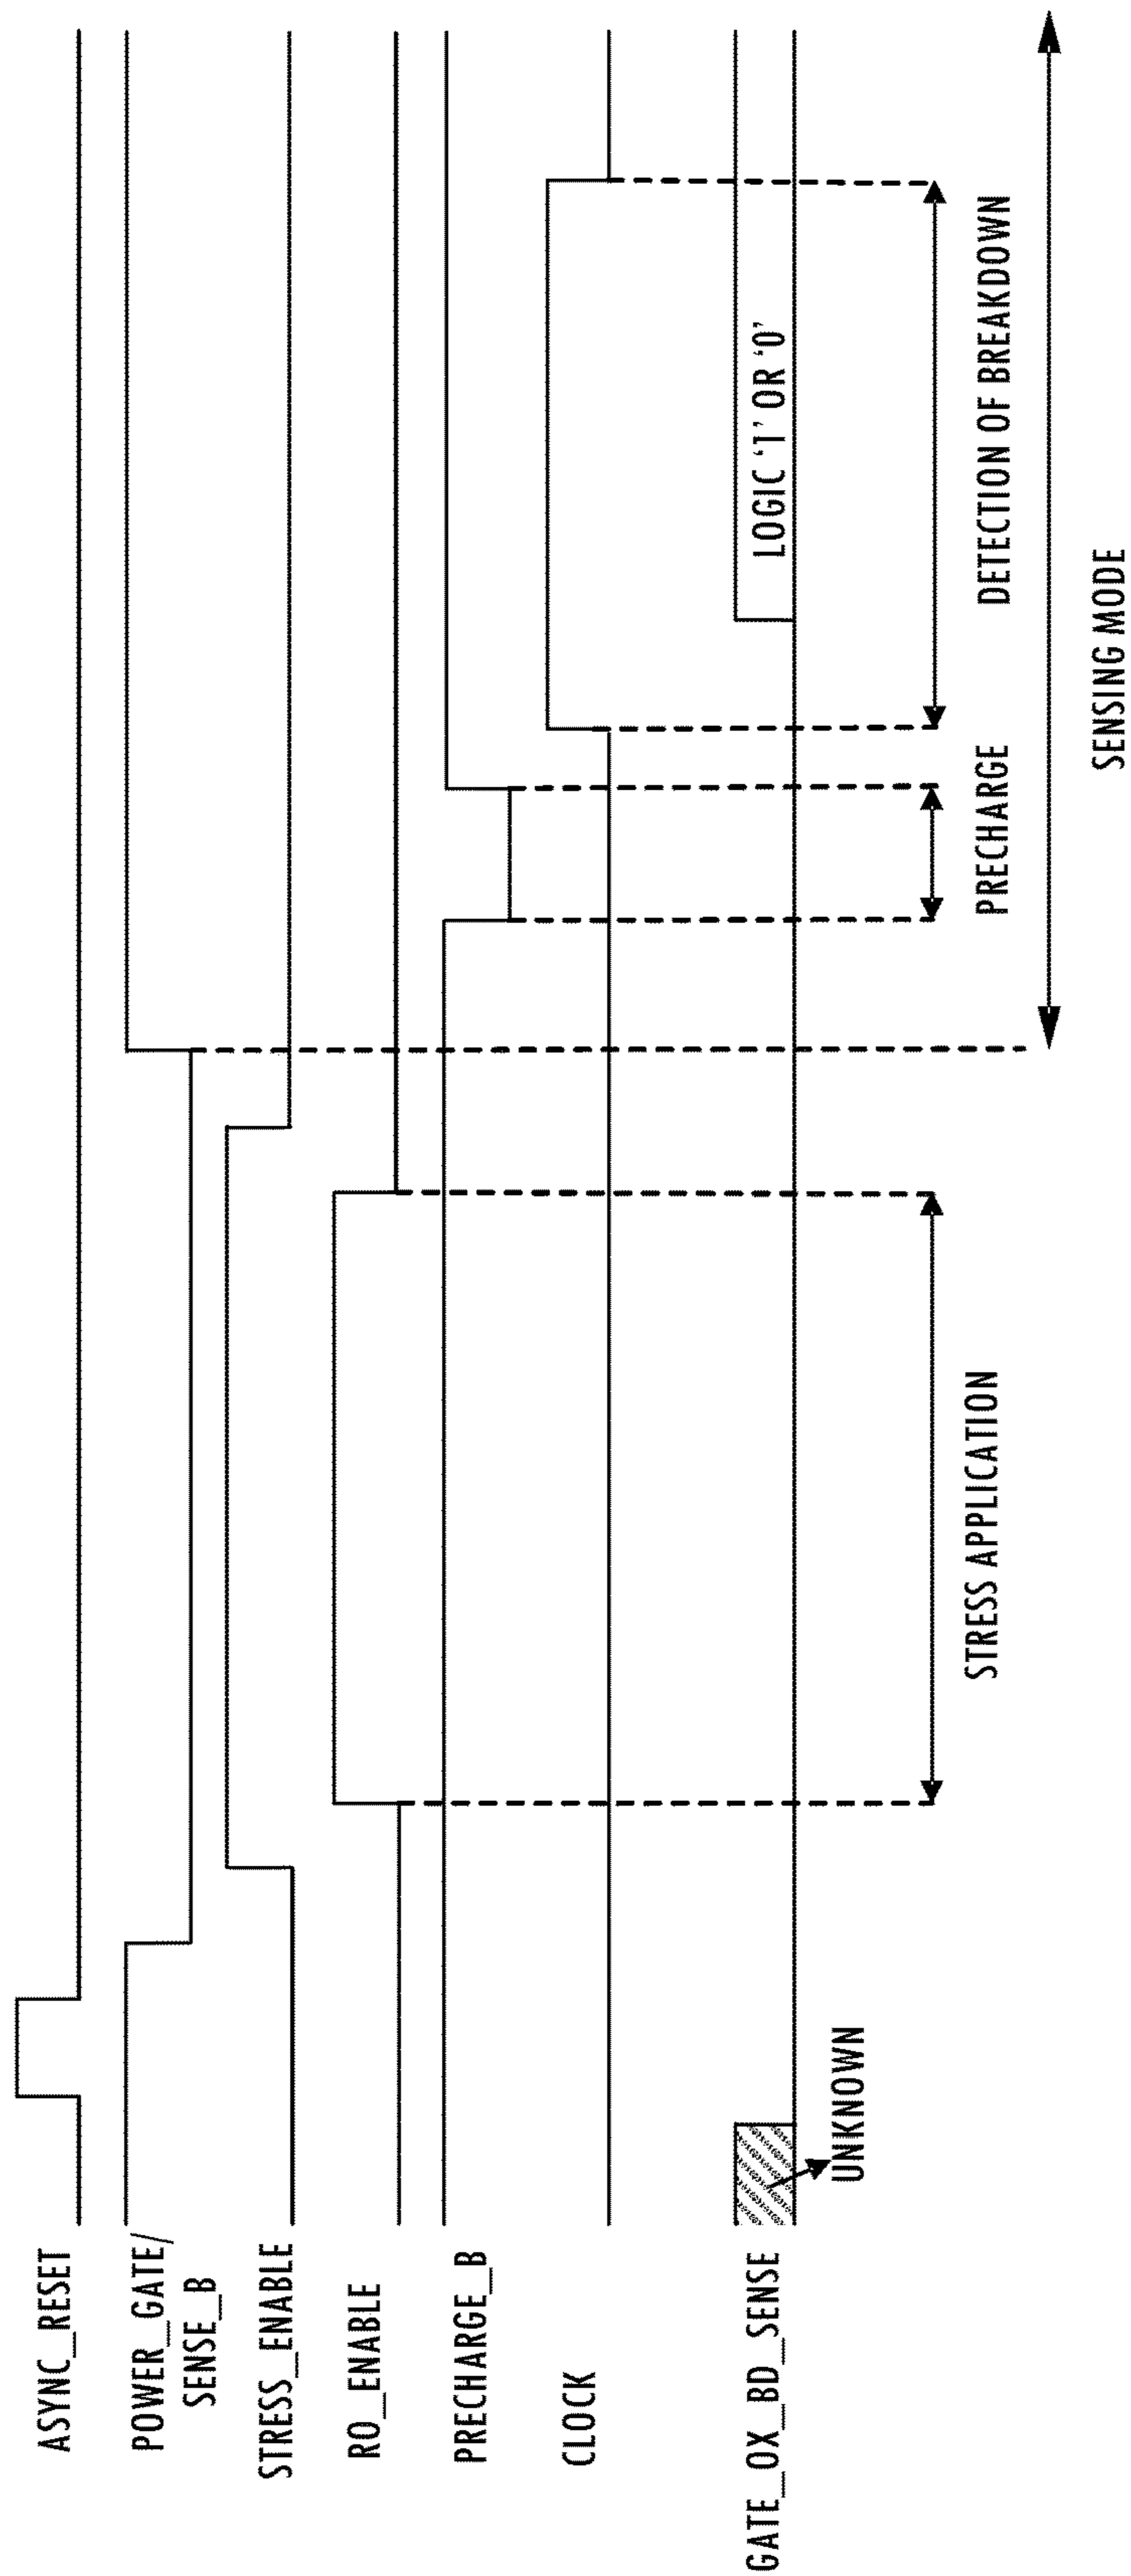 ASYNC_RESET
POWER_GATE/
SENSE_B
STRESS_ENABLE
RO_ENABLE
PRECHARGE_B
CLOCK
GATE_OX_BD_SENSE
UNKNOWN
LOGIC ‘1’ OR ‘0’
STRESS APPLICATION
PRECHARGE
DETECTION OF BREAKDOWN
SENSING MODE